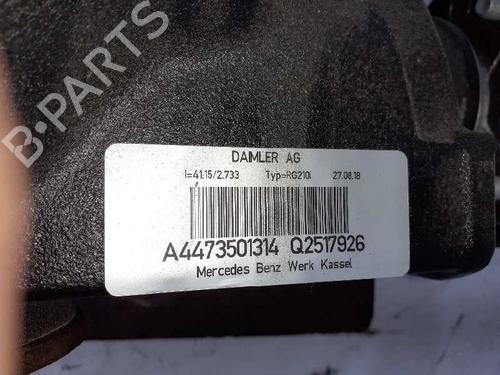 B-PARTS
DAIMLER AG
I=41.15/2.733 Typ=RG210i 27.08.18
A4473501314 Q2517926
Mercedes Benz Werk Kassel